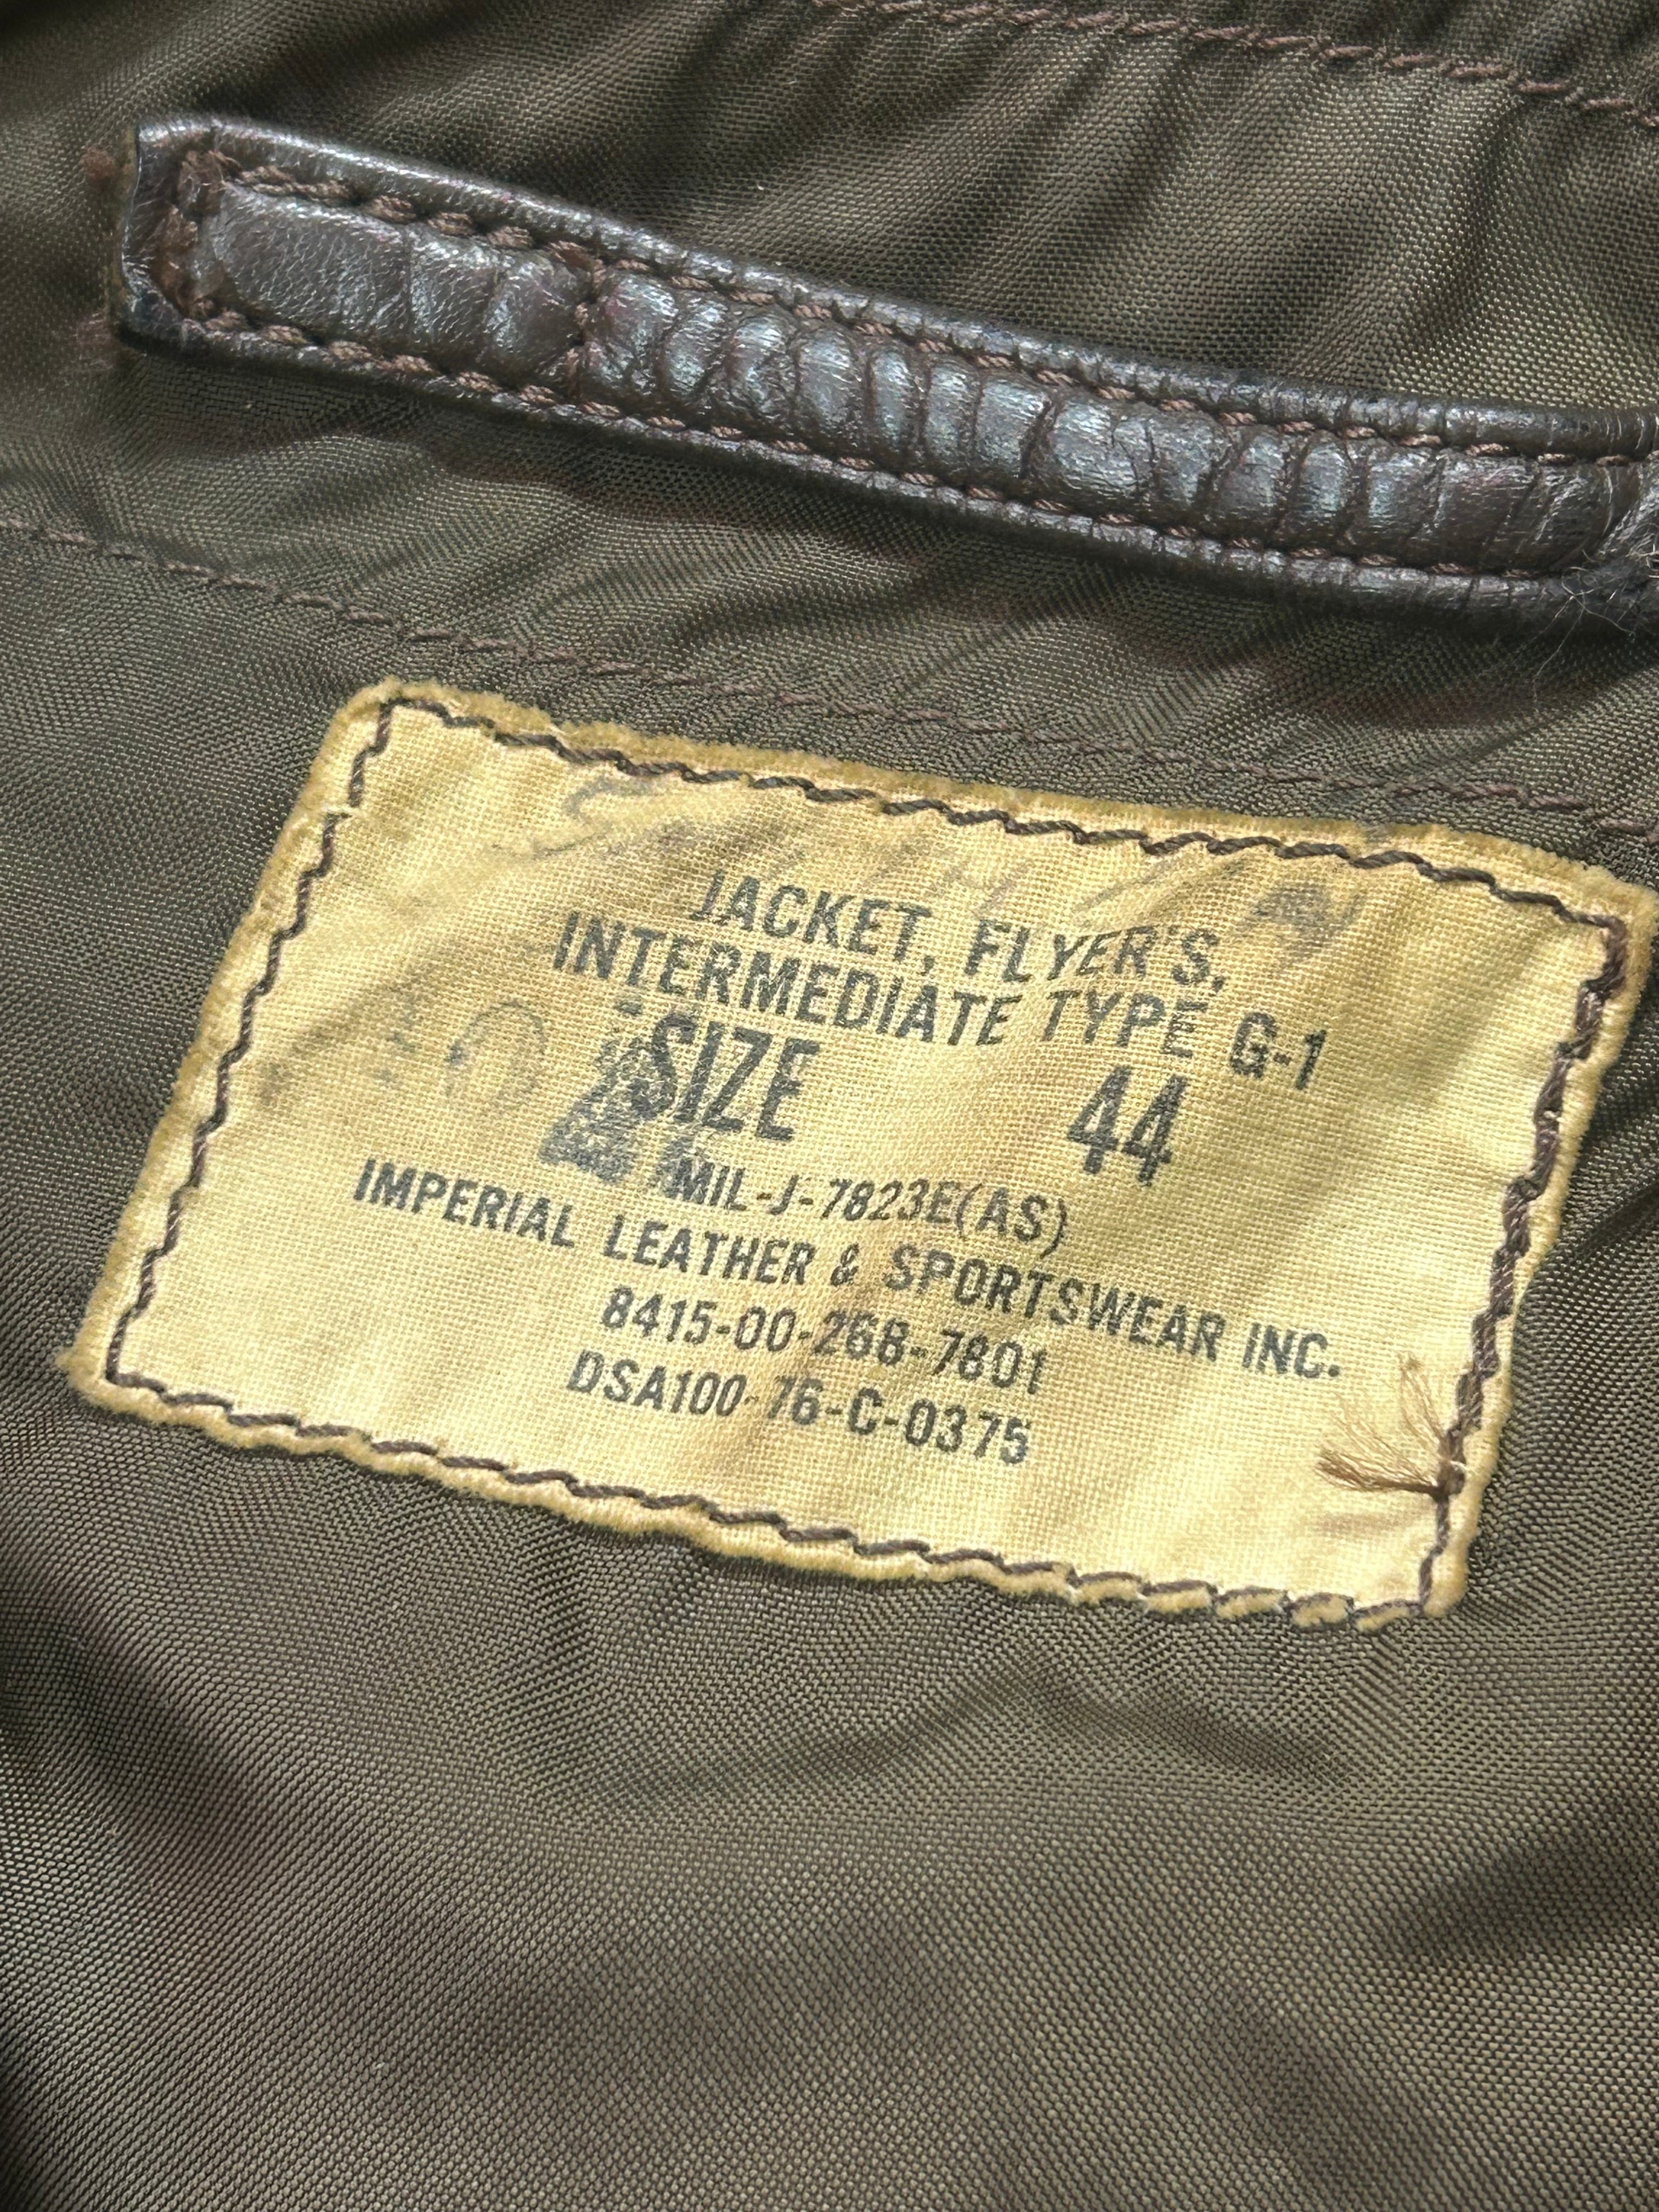 JACKET, FLYER'S,
INTERMEDIATE TYPE G-1
SIZE 44
MIL-J-7823E(AS)
IMPERIAL LEATHER & SPORTSWEAR INC.
8415-00-268-7801
DSA100-76-C-0375